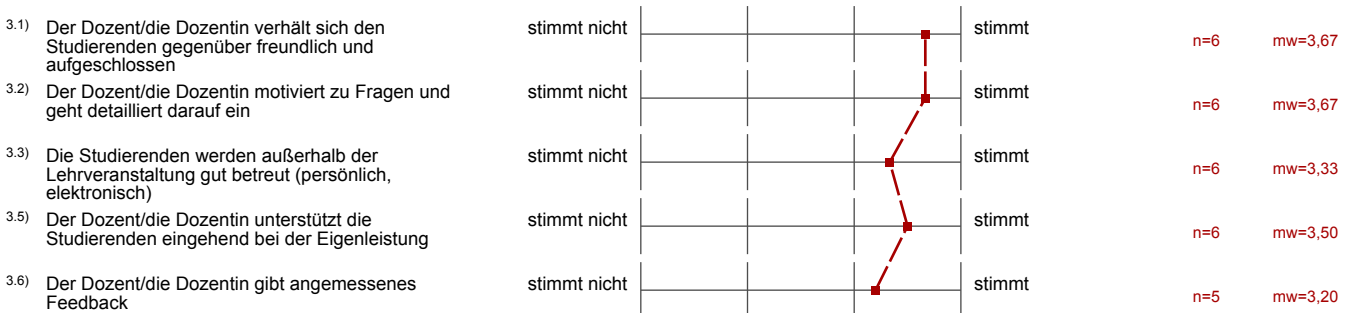 3.1) Der Dozent/die Dozentin verhält sich den
Studierenden gegenüber freundlich und
aufgeschlossen
stimmt nicht
stimmt
n=6
mw=3,67
3.2) Der Dozent/die Dozentin motiviert zu Fragen und
geht detailliert darauf ein
stimmt nicht
stimmt
n=6
mw=3,67
3.3) Die Studierenden werden außerhalb der
Lehrveranstaltung gut betreut (persönlich,
elektronisch)
stimmt nicht
stimmt
n=6
mw=3,33
3.5) Der Dozent/die Dozentin unterstützt die
Studierenden eingehend bei der Eigenleistung
stimmt nicht
stimmt
n=6
mw=3,50
3.6) Der Dozent/die Dozentin gibt angemessenes
Feedback
stimmt nicht
stimmt
n=5
mw=3,20